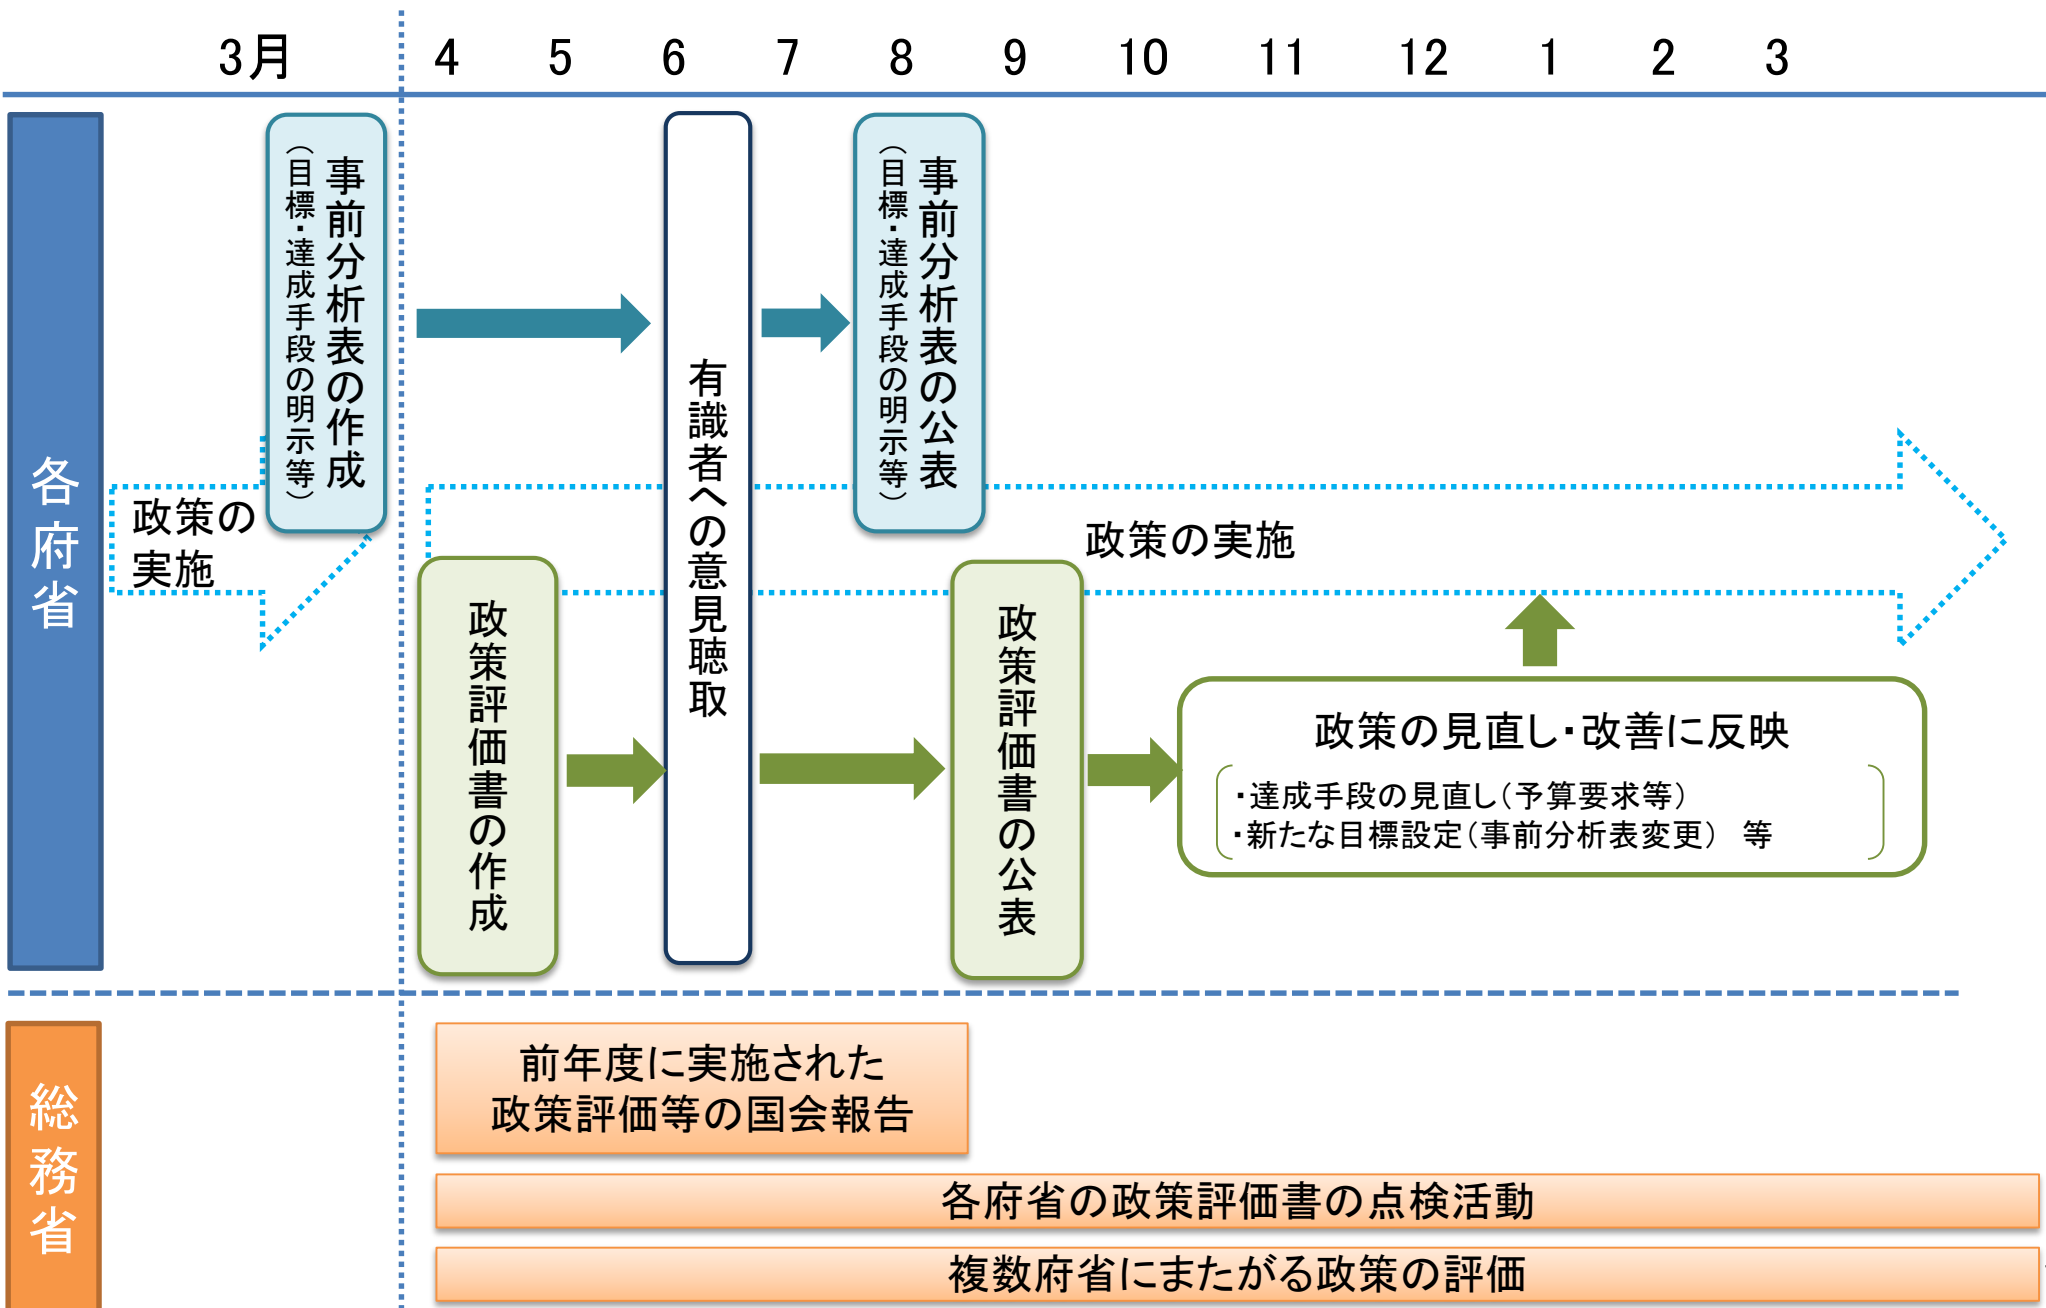 3月 4 5 6 7 8 9 10 11 12 1 2 3
各府省
政策の
実施
事前分析表の作成
（目標・達成手段の明示等）
有識者への意見聴取
事前分析表の公表
（目標・達成手段の明示等）
政策の実施
政策評価書の作成
政策評価書の公表
政策の見直し・改善に反映
・達成手段の見直し（予算要求等）
・新たな目標設定（事前分析表変更） 等
総務省
前年度に実施された
政策評価等の国会報告
各府省の政策評価書の点検活動
複数府省にまたがる政策の評価